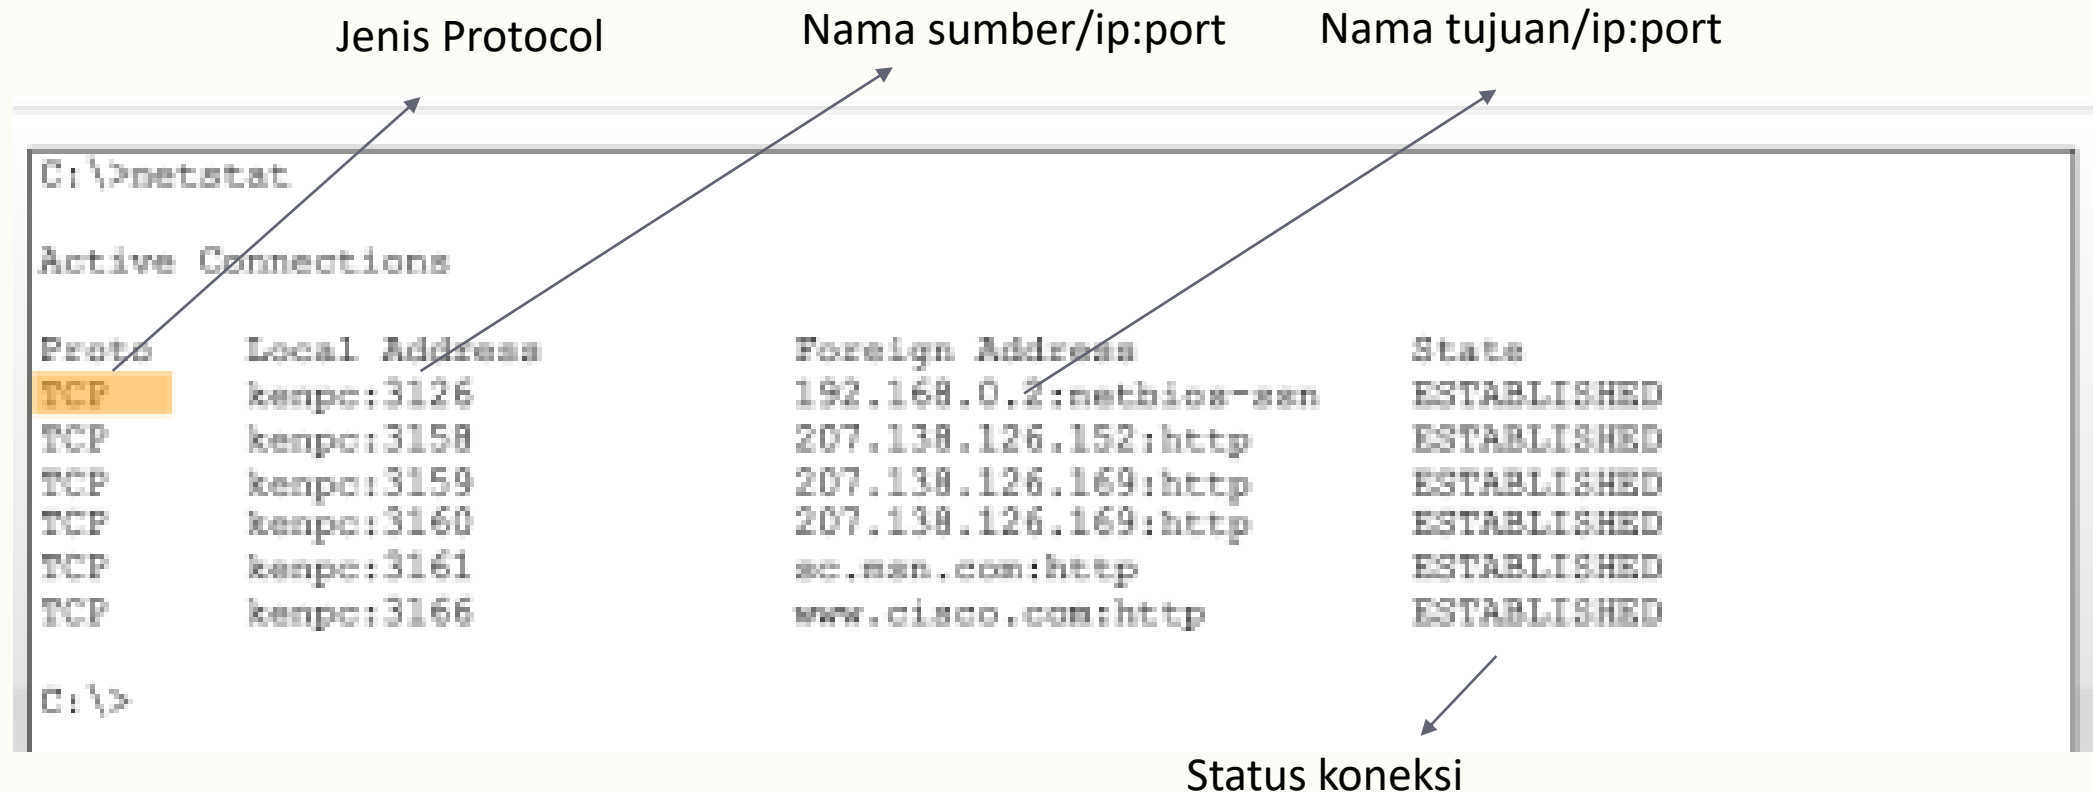 Jenis Protocol
Nama sumber/ip:port
Nama tujuan/ip:port
C:\>netstat
Active Connections
Proto Local Address Foreign Address State
TCP kenpc:3126 192.168.0.2:netbios-ssn ESTABLISHED
TCP kenpc:3158 207.138.126.152:http ESTABLISHED
TCP kenpc:3159 207.138.126.169:http ESTABLISHED
TCP kenpc:3160 207.138.126.169:http ESTABLISHED
TCP kenpc:3161 sc.msn.com:http ESTABLISHED
TCP kenpc:3166 www.cisco.com:http ESTABLISHED
C:\>
Status koneksi